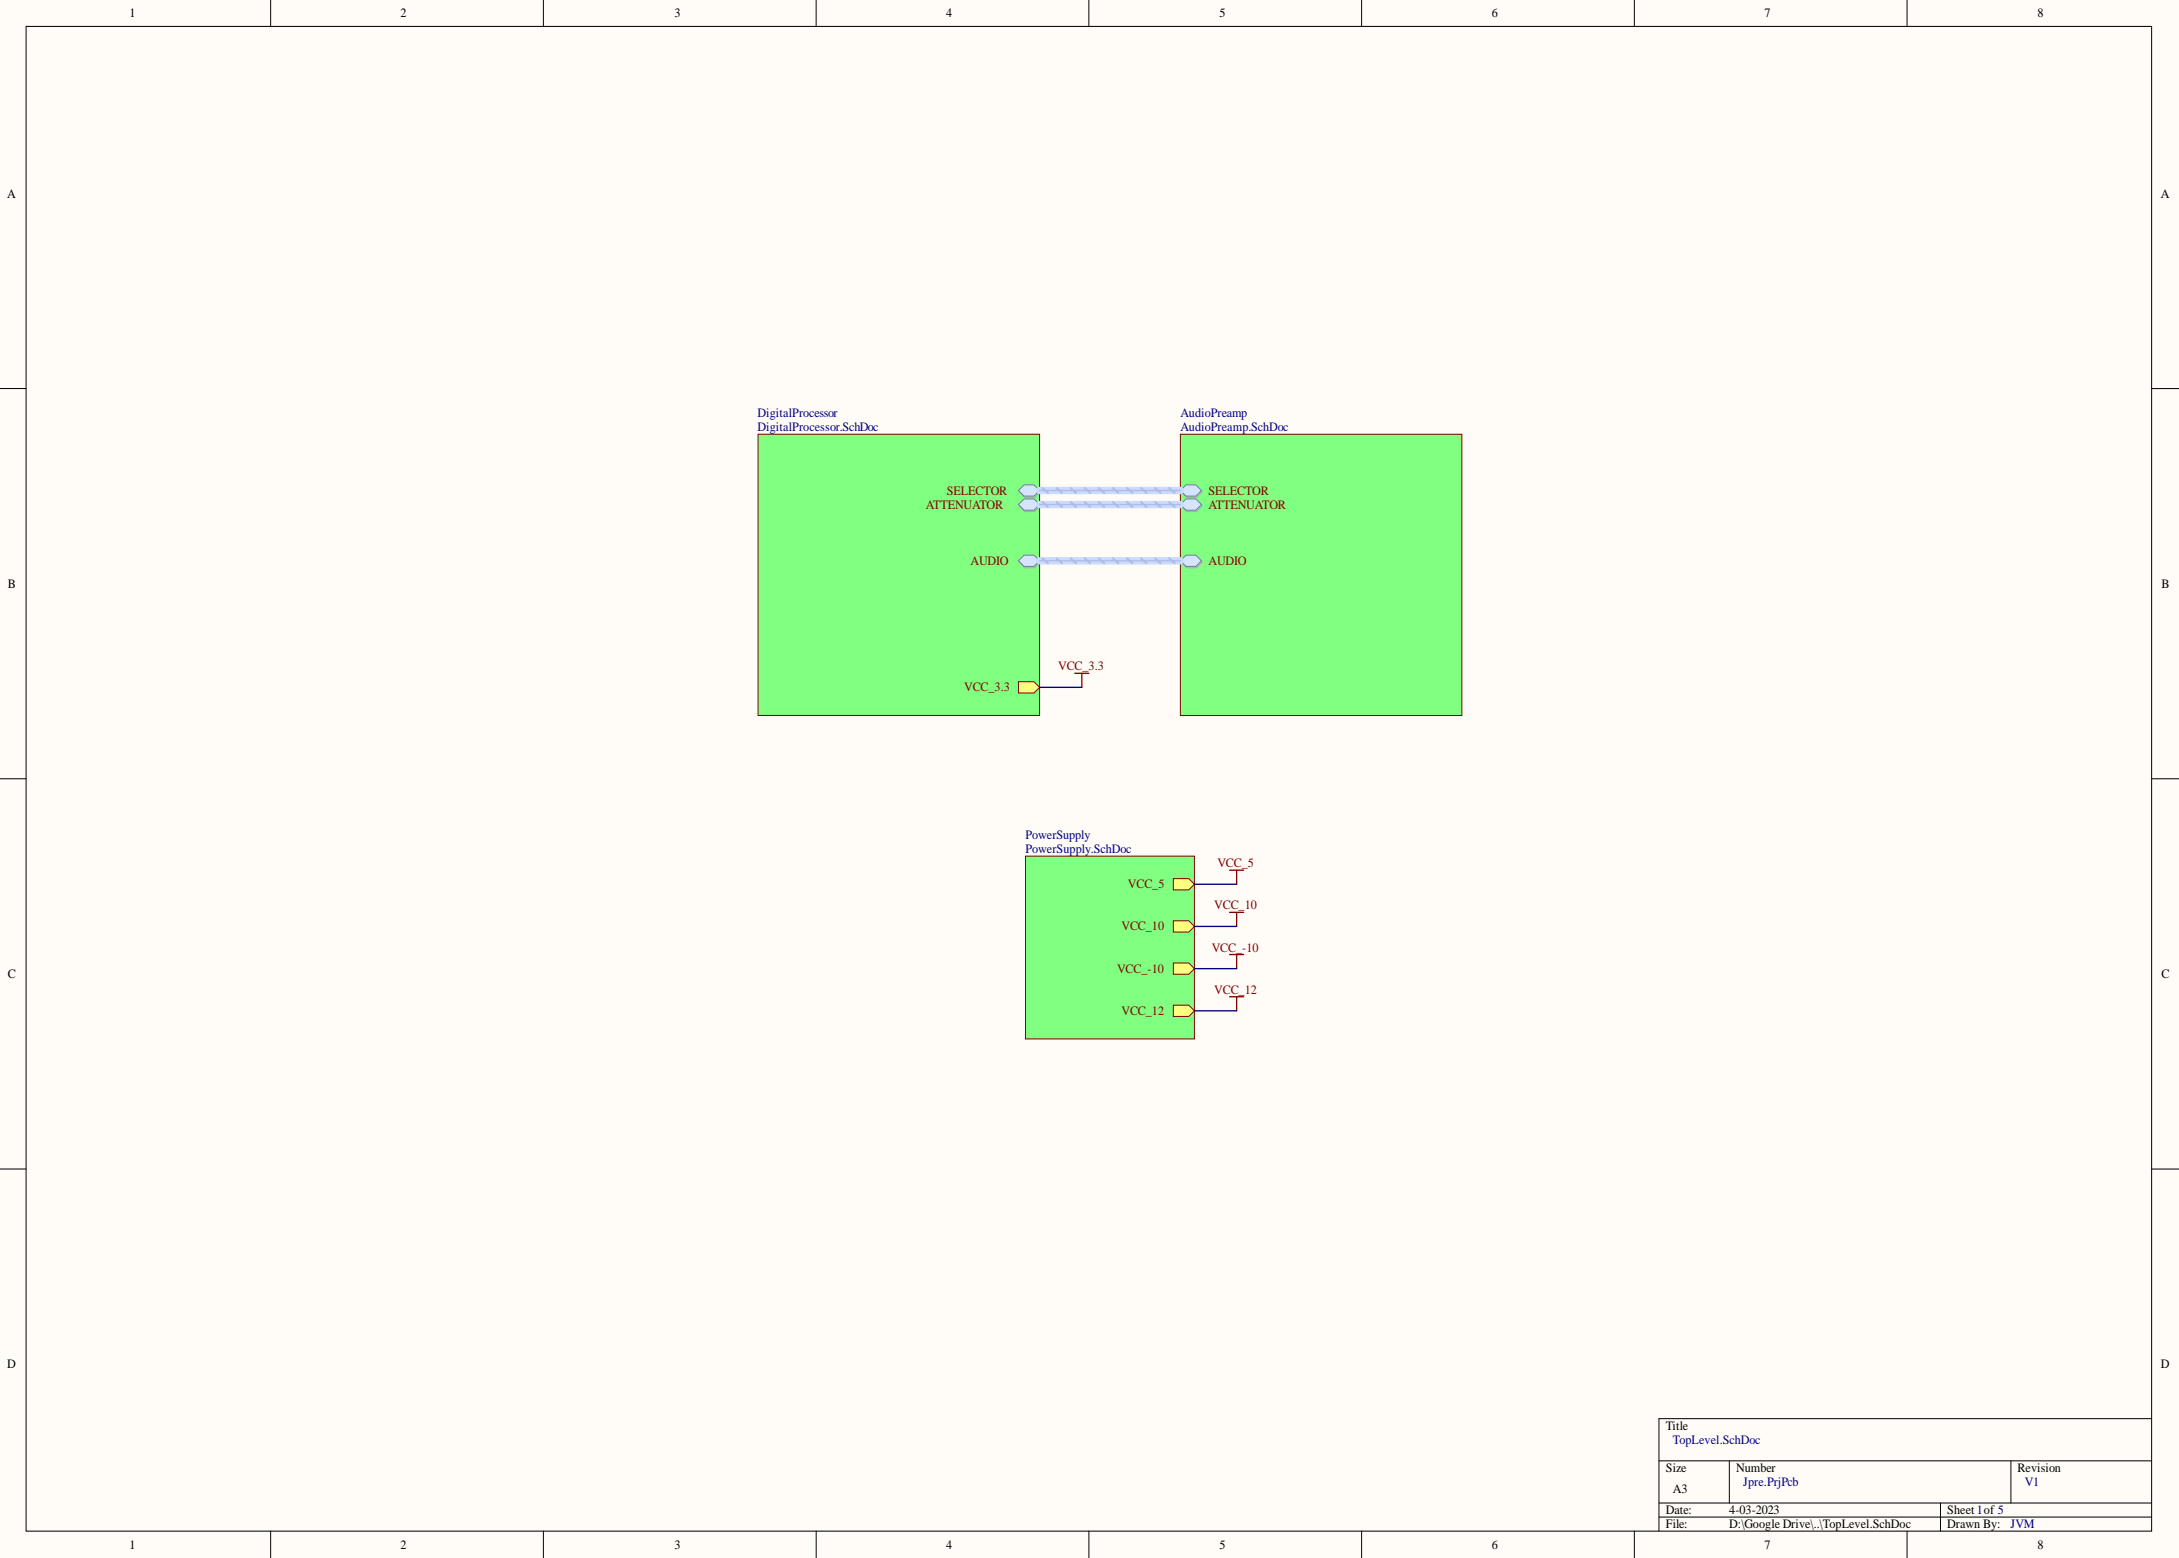 1 2 3 4 5 6 7 8
A A
DigitalProcessor
DigitalProcessor.SchDoc
AudioPreamp
AudioPreamp.SchDoc
SELECTOR SELECTOR
ATTENUATOR ATTENUATOR
AUDIO AUDIO
B B
VCC_3.3
VCC_3.3
PowerSupply
PowerSupply.SchDoc
VCC_5
VCC_5
VCC_10
VCC_10
VCC_-10
VCC_-10
C C
VCC_12
VCC_12
D D
Title
TopLevel.SchDoc
Size Number Revision
A3 Jpre.PrjPcb V1
Date: 4-03-2023 Sheet 1 of 5
File: D:\Google Drive\..\TopLevel.SchDoc Drawn By: JVM
1 2 3 4 5 6 7 8